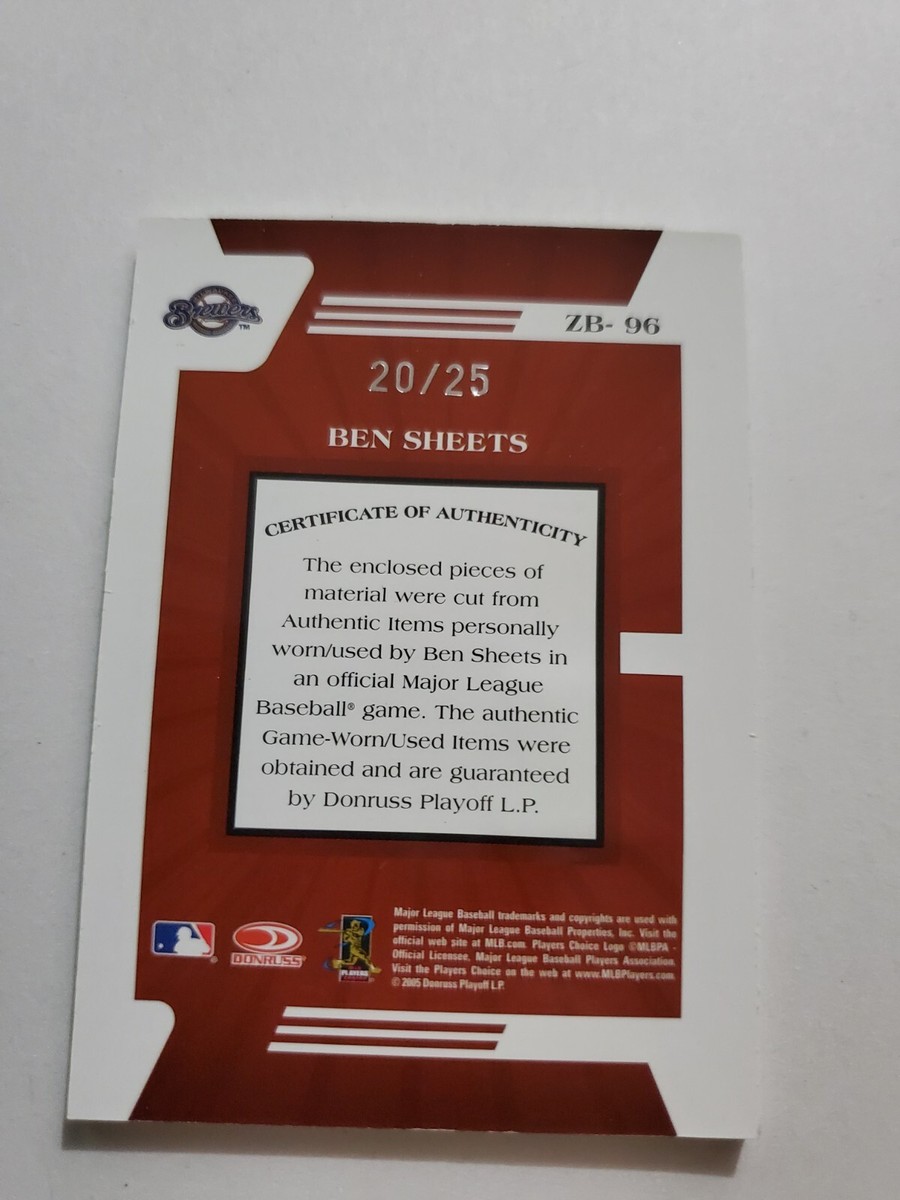 Brewers™
ZB- 96
20/25
BEN SHEETS
CERTIFICATE OF AUTHENTICITY
The enclosed pieces of
material were cut from
Authentic Items personally
worn/used by Ben Sheets in
an official Major League
Baseball® game. The authentic
Game-Worn/Used Items were
obtained and are guaranteed
by Donruss Playoff L.P.
DONRUSS
PLAYERS
Major League Baseball trademarks and copyrights are used with
permission of Major League Baseball Properties, Inc. Visit the
official web site at MLB.com. Players Choice Logo ©MLBPA -
Official Licensee, Major League Baseball Players Association.
Visit the Players Choice on the web at www.MLBPlayers.com
© 2005 Donruss Playoff L.P.